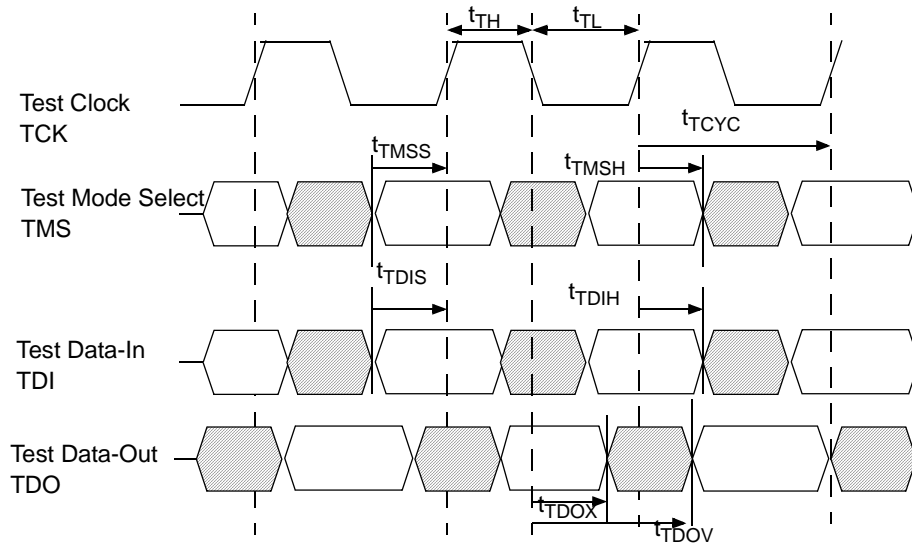 tTH
tTL
Test Clock
TCK
tTCYC
tTMSS
tTMSH
Test Mode Select
TMS
tTDIS
tTDIH
Test Data-In
TDI
Test Data-Out
TDO
tTDOX
tTDOV